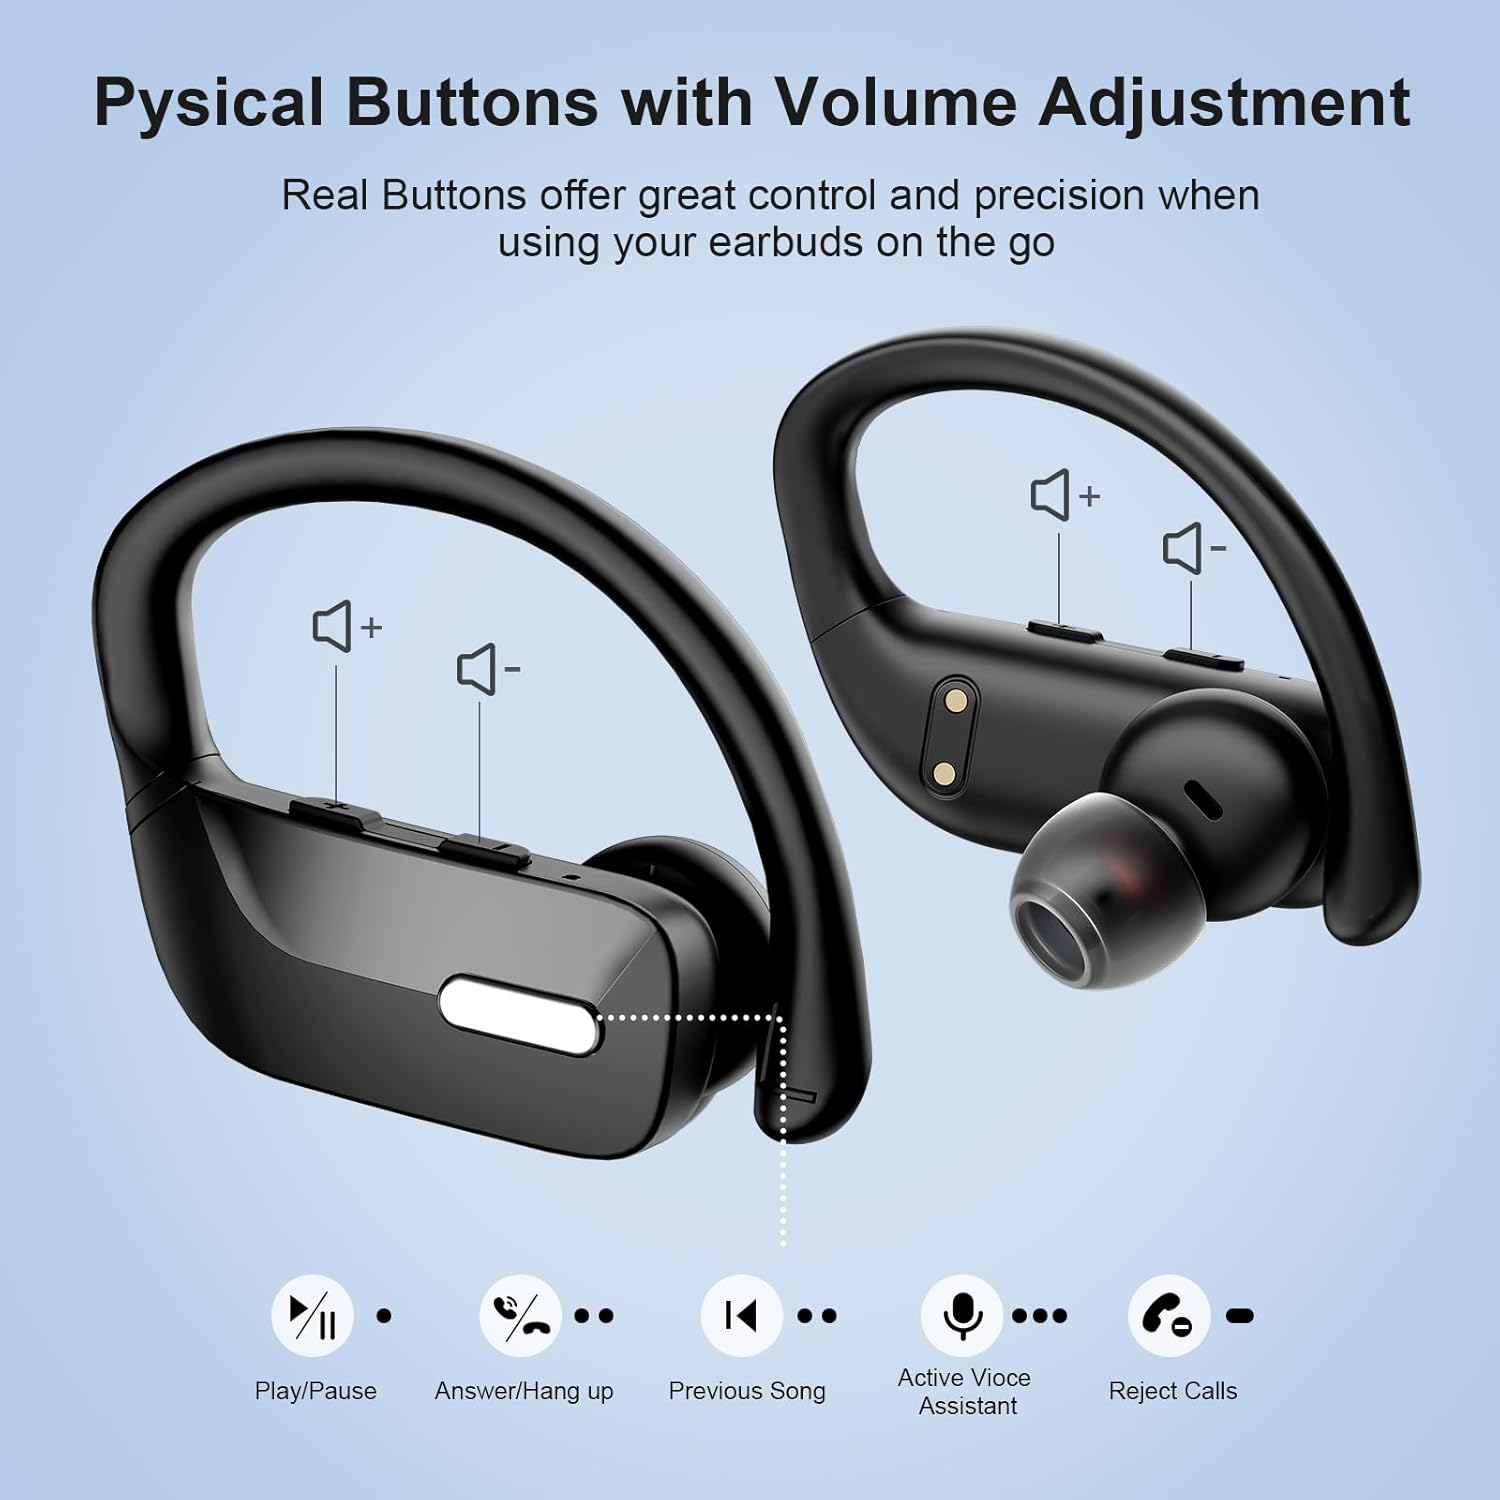 Pysical Buttons with Volume Adjustment
Real Buttons offer great control and precision when
using your earbuds on the go
+
-
+
-
Play/Pause
Answer/Hang up
Previous Song
Active Vioce
Assistant
Reject Calls